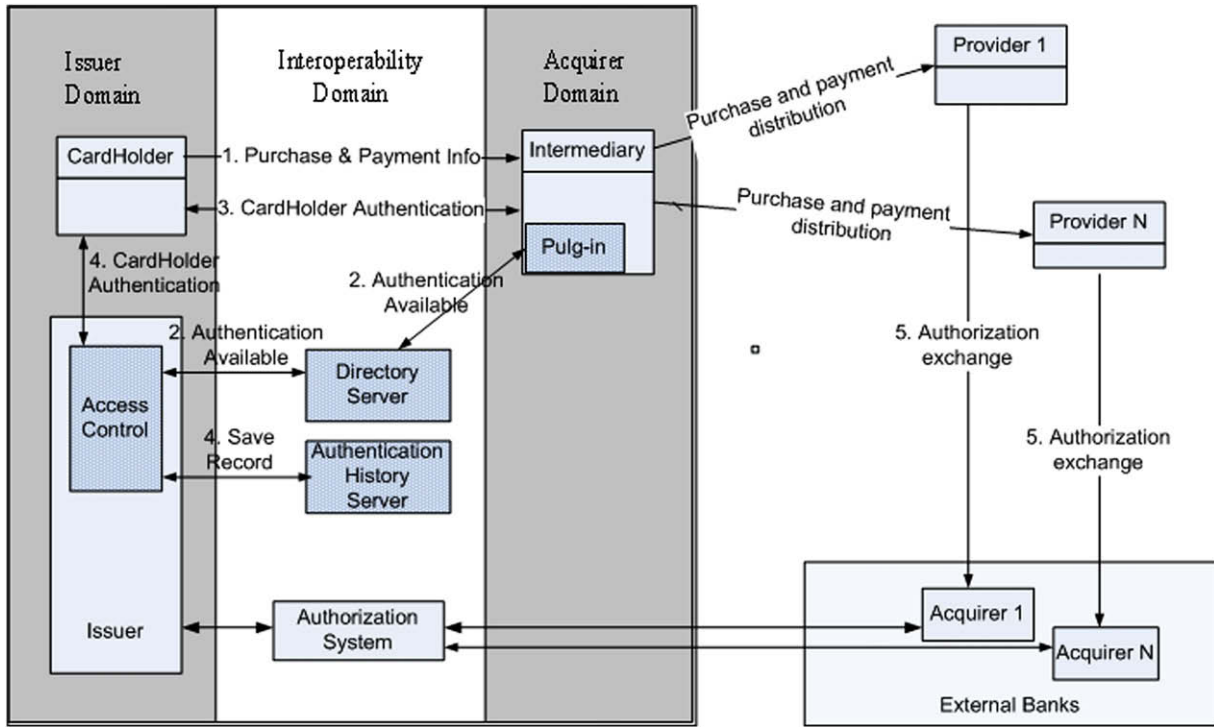 Issuer
Domain
Interoperability
Domain
Acquirer
Domain
Provider 1
Purchase and payment
distribution
CardHolder
1. Purchase & Payment Info
Intermediary
3. CardHolder Authentication
Purchase and payment
distribution
Provider N
Pulg-in
4. CardHolder
Authentication
2. Authentication
Available
2. Authentication
Available
Directory
Server
5. Authorization
exchange
Access
Control
4. Save
Record
Authentication
History
Server
5. Authorization
exchange
Issuer
Authorization
System
Acquirer 1
Acquirer N
External Banks